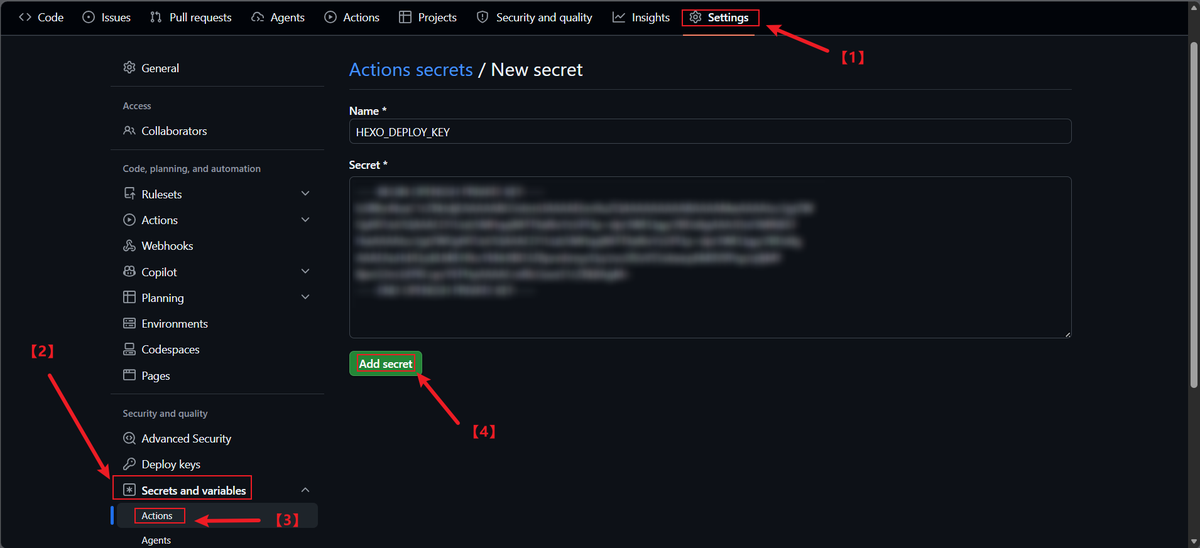 Code Issues Pull requests Agents Actions Projects Security and quality Insights Settings
【1】
General
Access
Collaborators
Code, planning, and automation
Rulesets
Actions
Webhooks
Copilot
Planning
Environments
Codespaces
Pages
Security and quality
Advanced Security
Deploy keys
Secrets and variables
Actions
Agents
【2】
【3】
Actions secrets / New secret
Name *
HEXO_DEPLOY_KEY
Secret *
Add secret
【4】